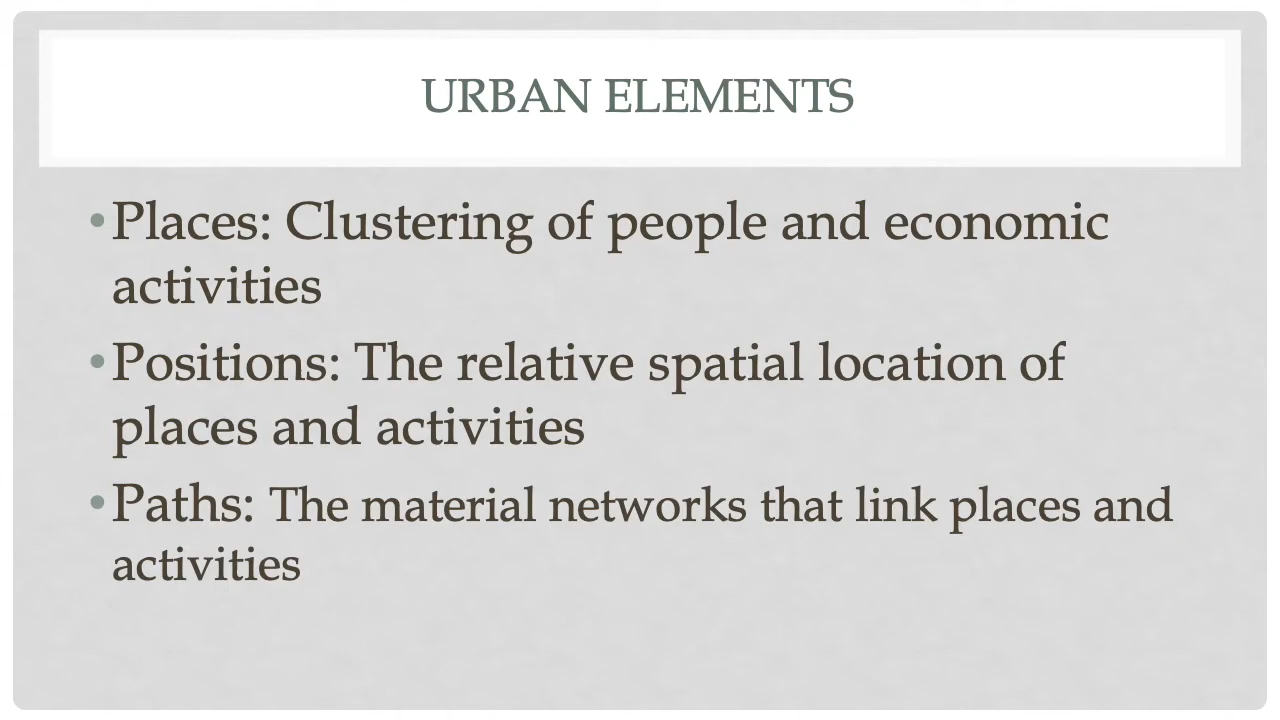 URBAN ELEMENTS
•Places: Clustering of people and economic
activities
•Positions: The relative spatial location of
places and activities
•Paths: The material networks that link places and
activities